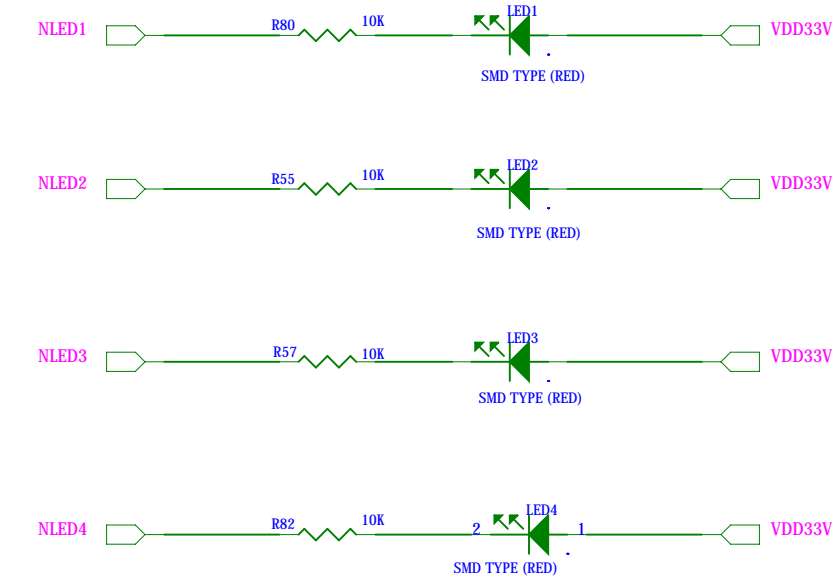 NLED1 R80 10K LED1 VDD33V
SMD TYPE (RED)
NLED2 R55 10K LED2 VDD33V
SMD TYPE (RED)
NLED3 R57 10K LED3 VDD33V
SMD TYPE (RED)
NLED4 R82 10K 2 LED4 1 VDD33V
SMD TYPE (RED)